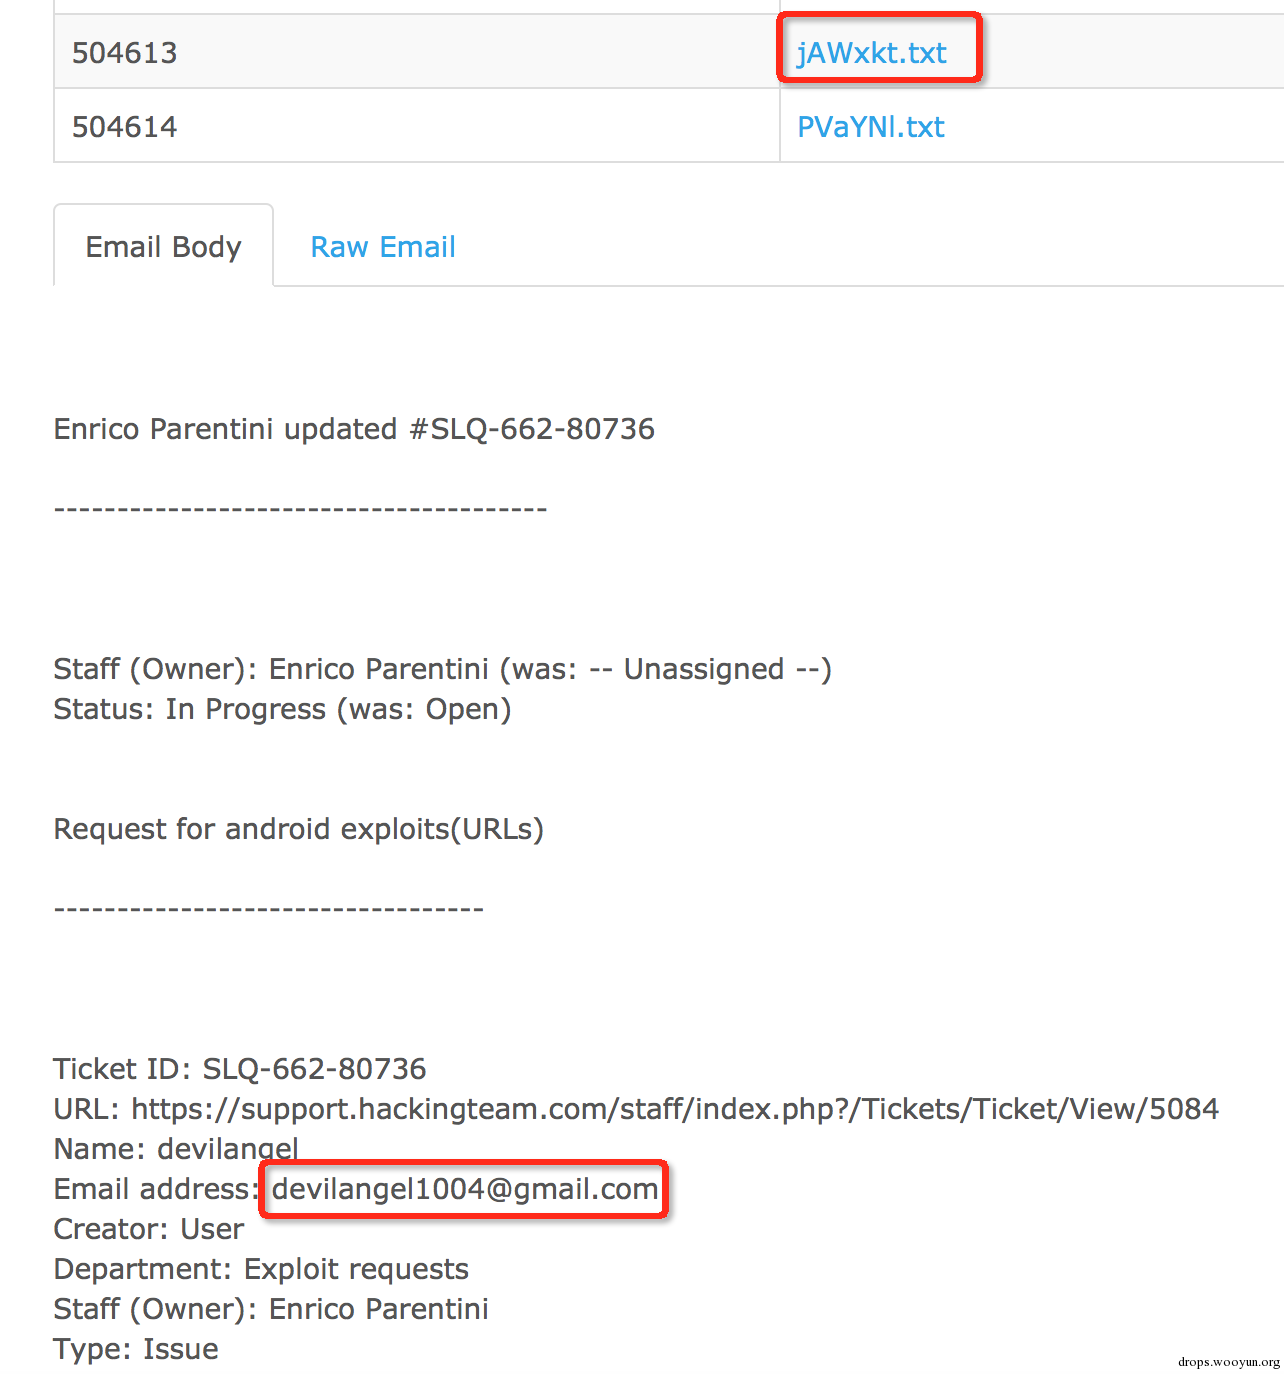 504613 jAWxkt.txt
504614 PVaYNl.txt
Email Body Raw Email
Enrico Parentini updated #SLQ-662-80736
---------------------------------------
Staff (Owner): Enrico Parentini (was: -- Unassigned --)
Status: In Progress (was: Open)
Request for android exploits(URLs)
----------------------------------
Ticket ID: SLQ-662-80736
URL: https://support.hackingteam.com/staff/index.php?/Tickets/Ticket/View/5084
Name: devilangel
Email address: devilangel1004@gmail.com
Creator: User
Department: Exploit requests
Staff (Owner): Enrico Parentini
Type: Issue
drops.wooyun.org